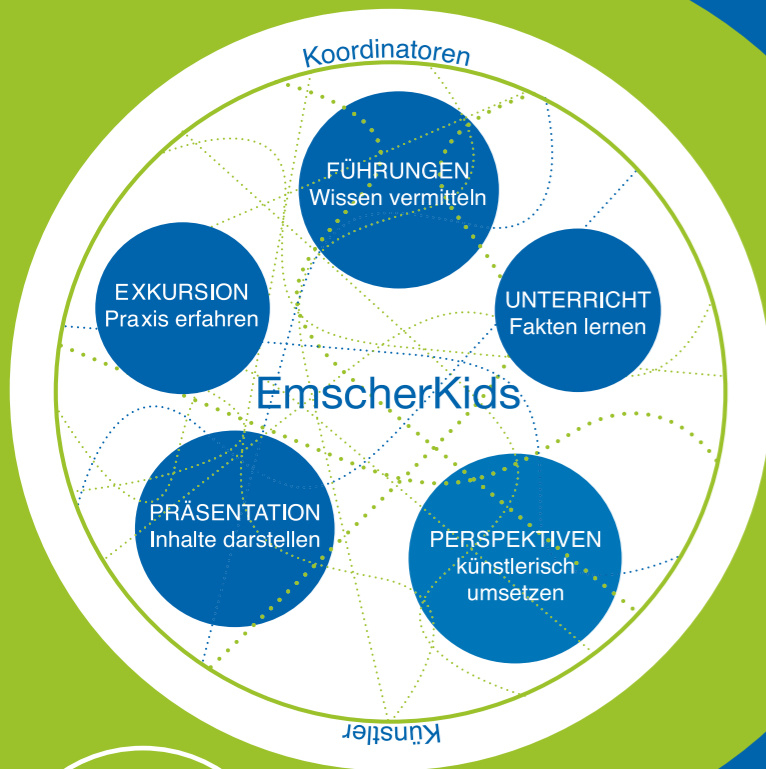 Koordinatoren
FÜHRUNGEN
Wissen vermitteln
EXKURSION
Praxis erfahren
UNTERRICHT
Fakten lernen
EmscherKids
PRÄSENTATION
Inhalte darstellen
PERSPEKTIVEN
künstlerisch
umsetzen
Künstler